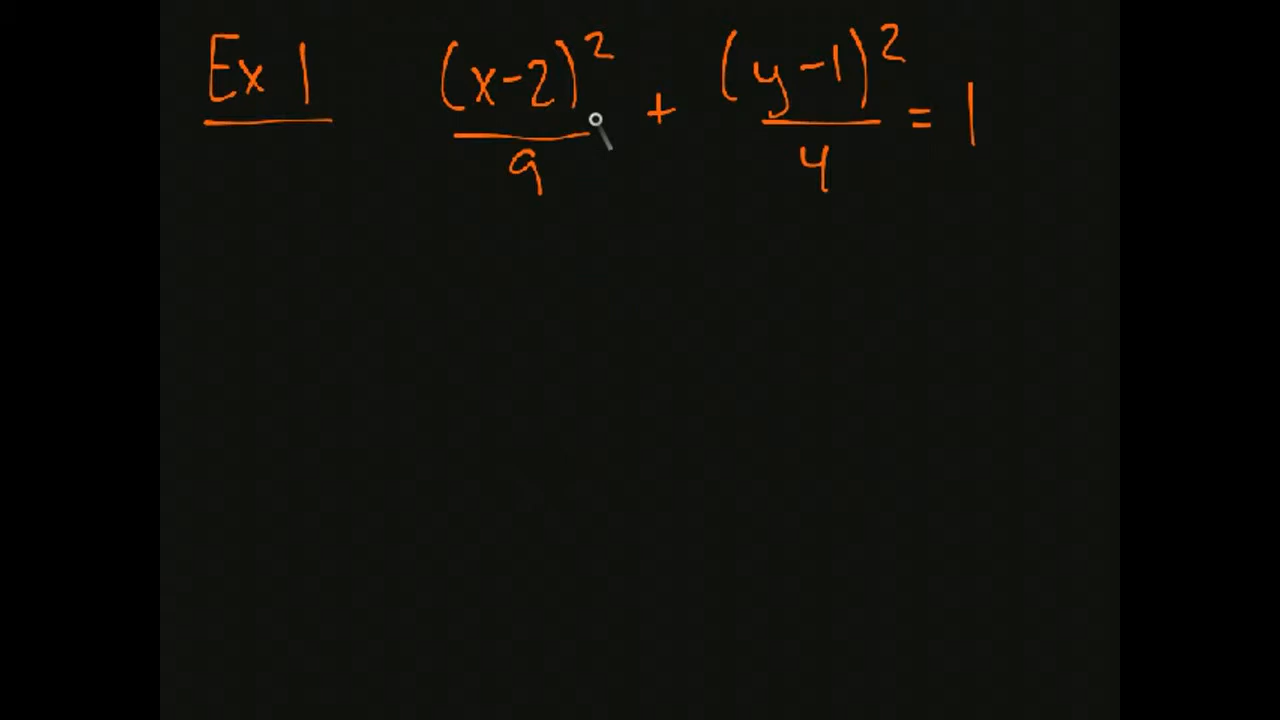 Ex 1 (x-2)²/9 + (y-1)²/4 = 1